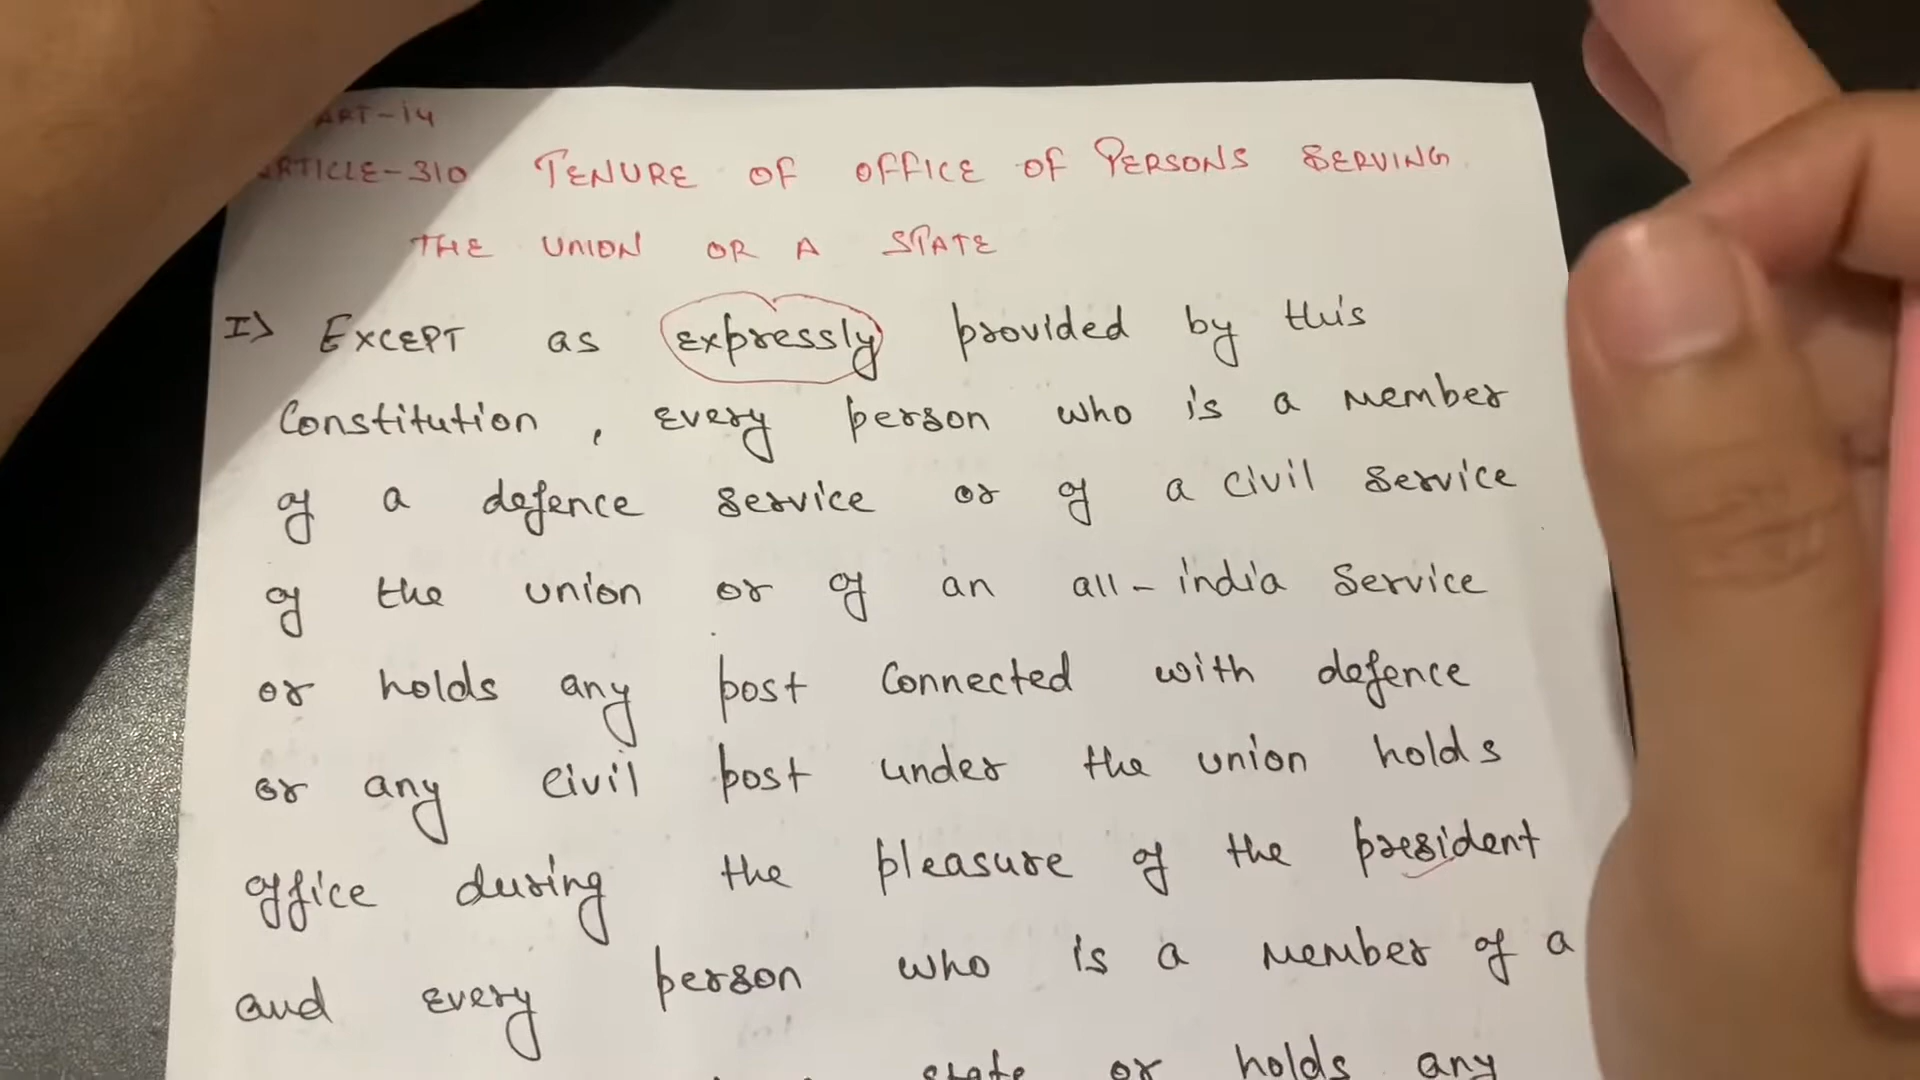 ART-14
ARTICLE-310 TENURE OF OFFICE OF PERSONS SERVING
THE UNION OR A STATE
I) EXCEPT as expressly provided by this
Constitution, every person who is a member
of a defence service or of a civil service
of the union or of an all-india service
or holds any post connected with defence
or any civil post under the union holds
office during the pleasure of the president
and every person who is a member of a
state or holds any